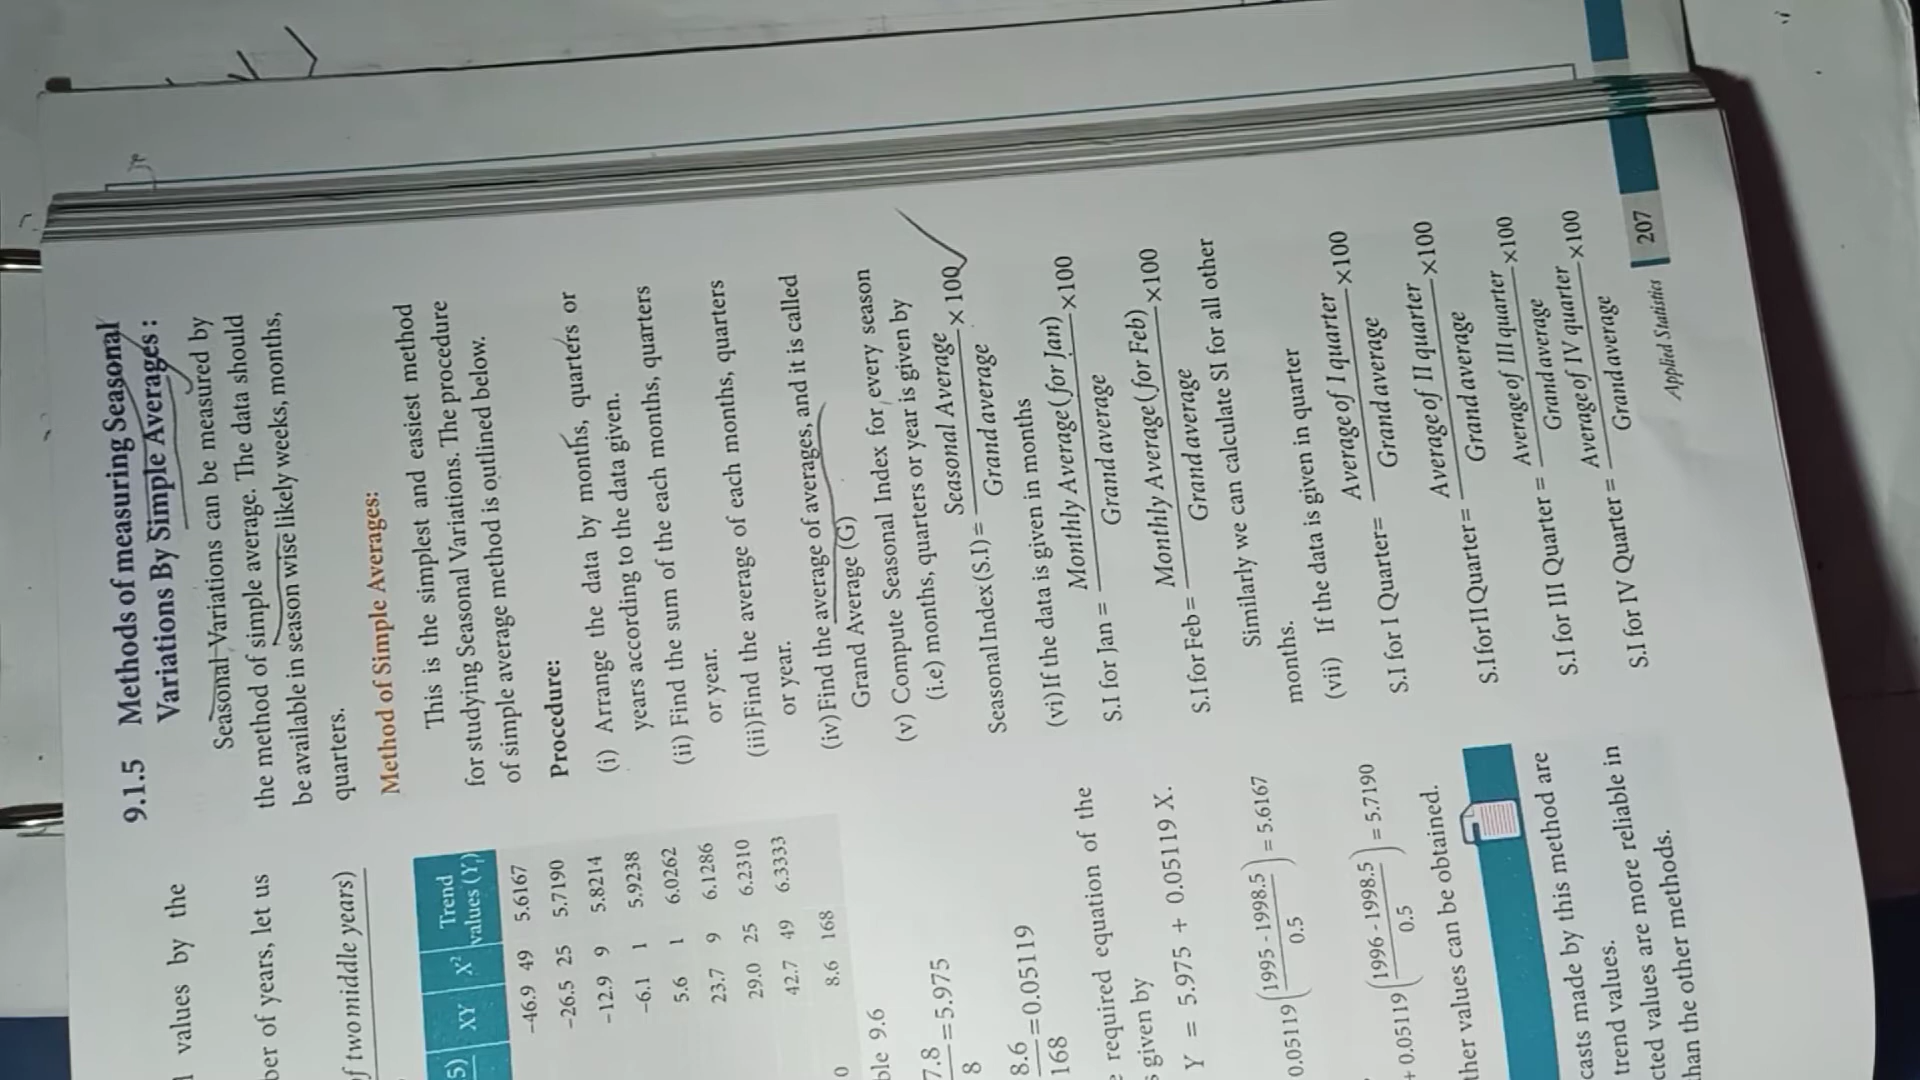 l values by the
ber of years, let us
of two middle years)
5) XY X² Trend values (Yt)
-46.9 49 5.6167
-26.5 25 5.7190
-12.9 9 5.8214
-6.1 1 5.9238
5.6 1 6.0262
23.7 9 6.1286
29.0 25 6.2310
42.7 49 6.3333
0 8.6 168
ble 9.6
7.8/8 = 5.975
8.6/168 = 0.05119
required equation of the
s given by
Y = 5.975 + 0.05119 X.
0.05119 (1995 - 1998.5 / 0.5) = 5.6167
+ 0.05119 (1996 - 1998.5 / 0.5) = 5.7190
ther values can be obtained.
casts made by this method are
trend values.
cted values are more reliable in
han the other methods.
9.1.5 Methods of measuring Seasonal
Variations By Simple Averages :
Seasonal Variations can be measured by
the method of simple average. The data should
be available in season wise likely weeks, months,
quarters.
Method of Simple Averages:
This is the simplest and easiest method
for studying Seasonal Variations. The procedure
of simple average method is outlined below.
Procedure:
(i) Arrange the data by months, quarters or
years according to the data given.
(ii) Find the sum of the each months, quarters
or year.
(iii)Find the average of each months, quarters
or year.
(iv) Find the average of averages, and it is called
Grand Average (G)
(v) Compute Seasonal Index for every season
(i.e) months, quarters or year is given by
Seasonal Index (S.I) = Seasonal Average / Grand average × 100
(vi) If the data is given in months
S.I for Jan = Monthly Average (for Jan) / Grand average ×100
S.I for Feb = Monthly Average (for Feb) / Grand average ×100
Similarly we can calculate SI for all other
months.
(vii) If the data is given in quarter
S.I for I Quarter= Average of I quarter / Grand average ×100
S.I for II Quarter= Average of II quarter / Grand average ×100
S.I for III Quarter = Average of III quarter / Grand average ×100
S.I for IV Quarter = Average of IV quarter / Grand average ×100
Applied Statistics 207